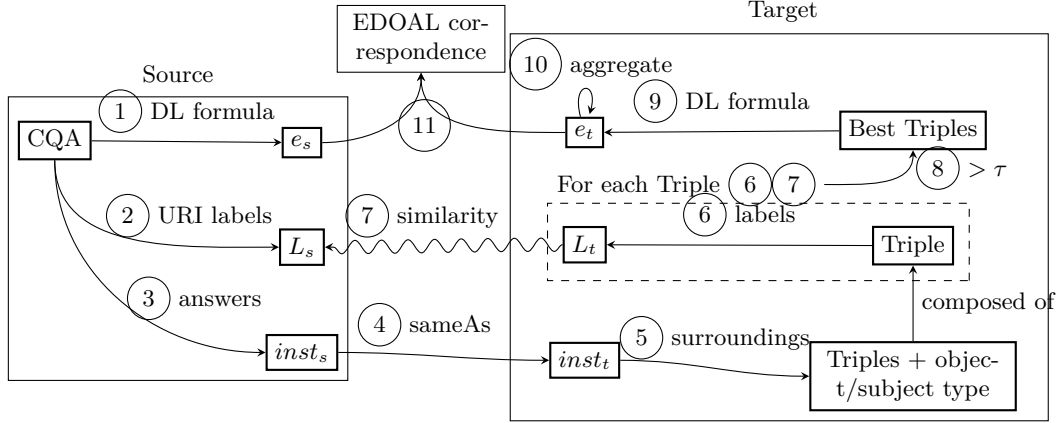 Target
EDOAL cor-
respondence
Source
10 aggregate
1 DL formula
9 DL formula
11
CQA
e_s
e_t
Best Triples
8 > τ
For each Triple 6 7
2 URI labels
7 similarity
6 labels
L_s
L_t
Triple
3 answers
composed of
4 sameAs
5 surroundings
inst_s
inst_t
Triples + objec-
t/subject type